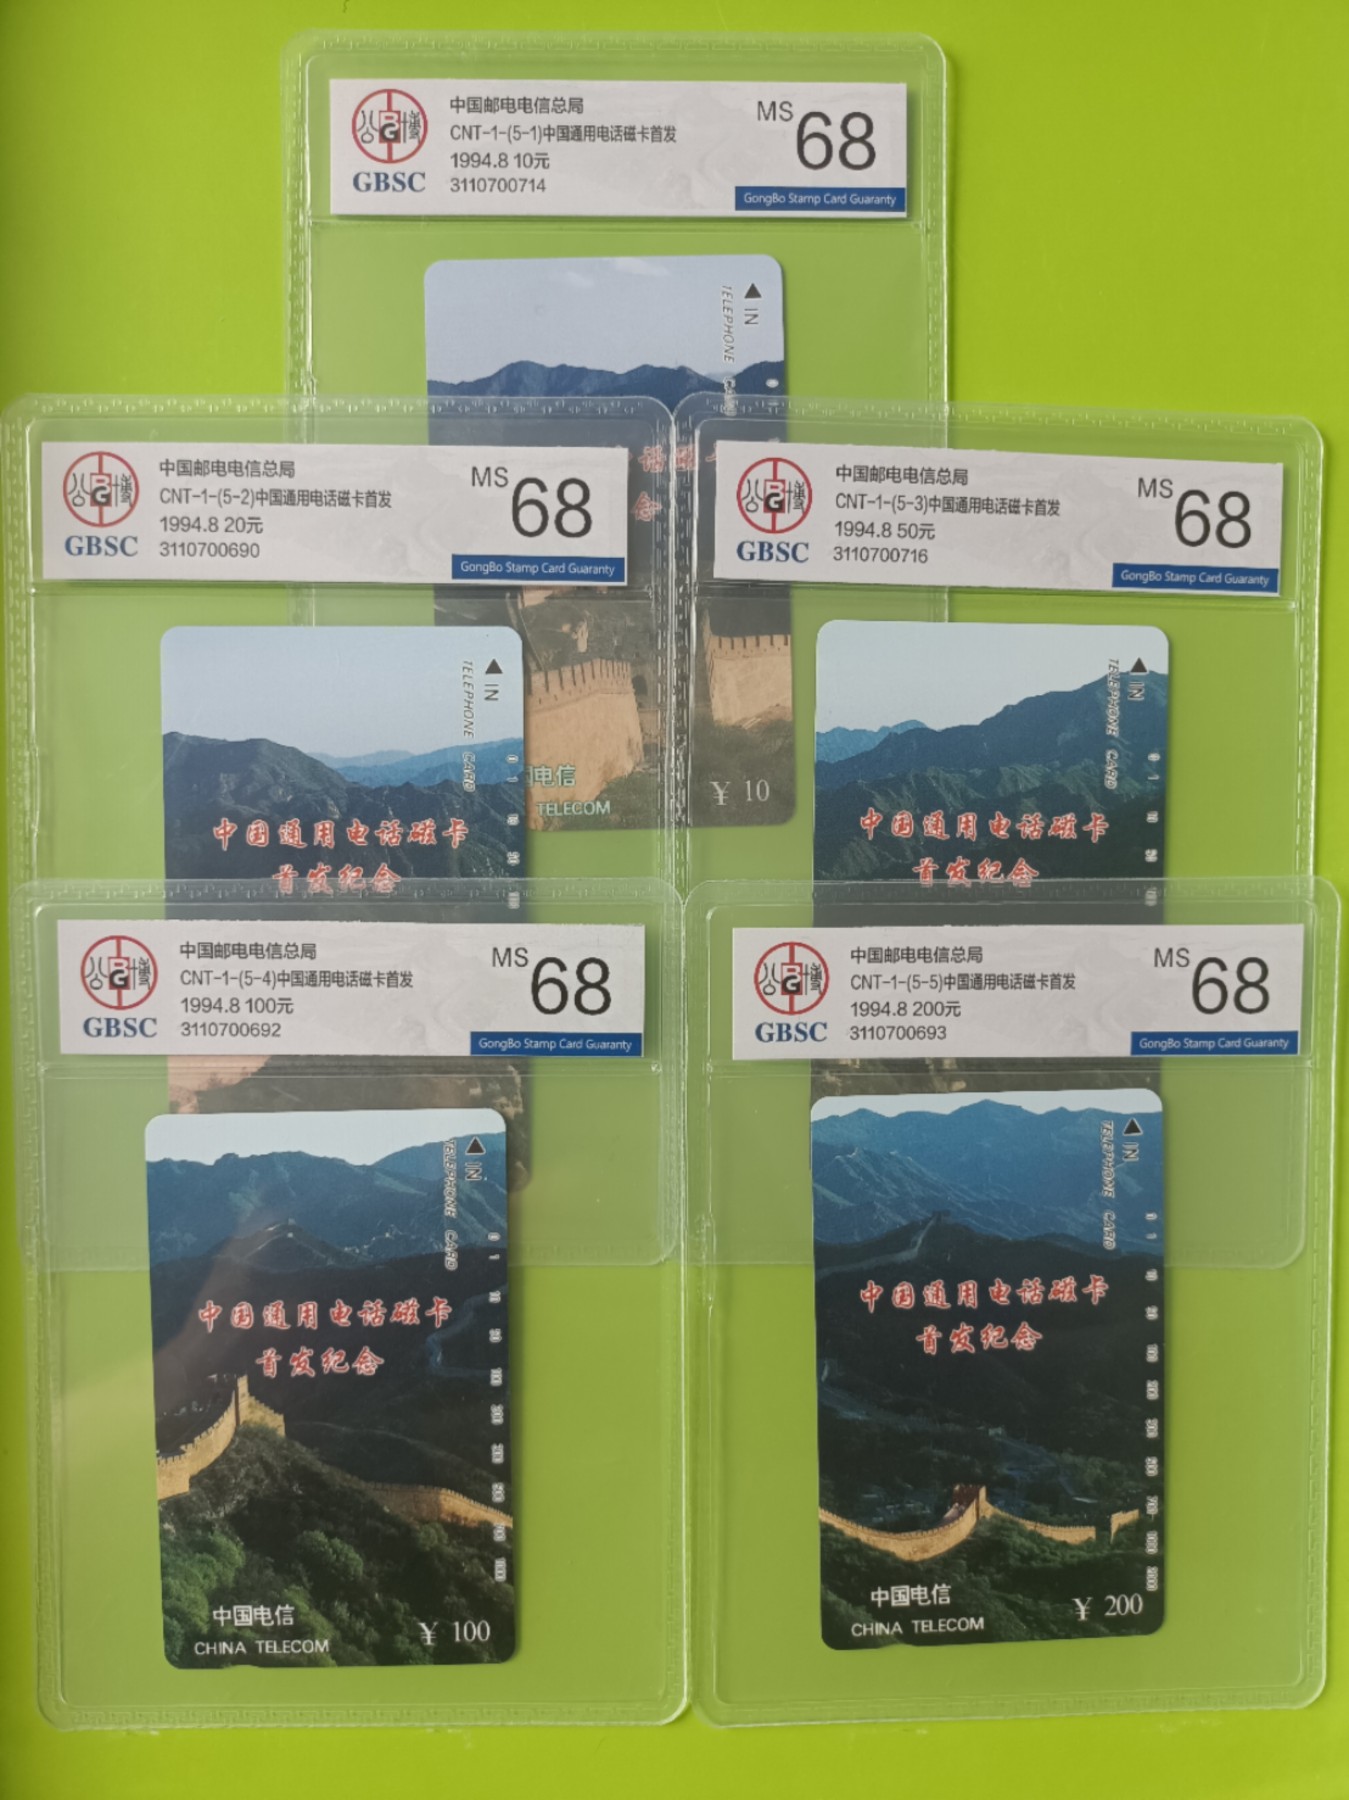 中国邮电电信总局
CNT-1-(5-1)中国通用电话磁卡首发
1994.8 10元
3110700714
MS 68
GBSC
GongBo Stamp Card Guaranty
IN
TELEPHONE
¥ 10
电信
TELECOM
中国邮电电信总局
CNT-1-(5-2)中国通用电话磁卡首发
1994.8 20元
3110700690
MS 68
GBSC
GongBo Stamp Card Guaranty
IN
TELEPHONE CARD
中国通用电话磁卡
首发纪念
中国邮电电信总局
CNT-1-(5-3)中国通用电话磁卡首发
1994.8 50元
3110700716
MS 68
GBSC
GongBo Stamp Card Guaranty
IN
TELEPHONE CARD
中国通用电话磁卡
首发纪念
中国邮电电信总局
CNT-1-(5-4)中国通用电话磁卡首发
1994.8 100元
3110700692
MS 68
GBSC
GongBo Stamp Card Guaranty
IN
TELEPHONE CARD
中国通用电话磁卡
首发纪念
中国电信
CHINA TELECOM
¥ 100
中国邮电电信总局
CNT-1-(5-5)中国通用电话磁卡首发
1994.8 200元
3110700693
MS 68
GBSC
GongBo Stamp Card Guaranty
IN
TELEPHONE CARD
中国通用电话磁卡
首发纪念
中国电信
CHINA TELECOM
¥ 200